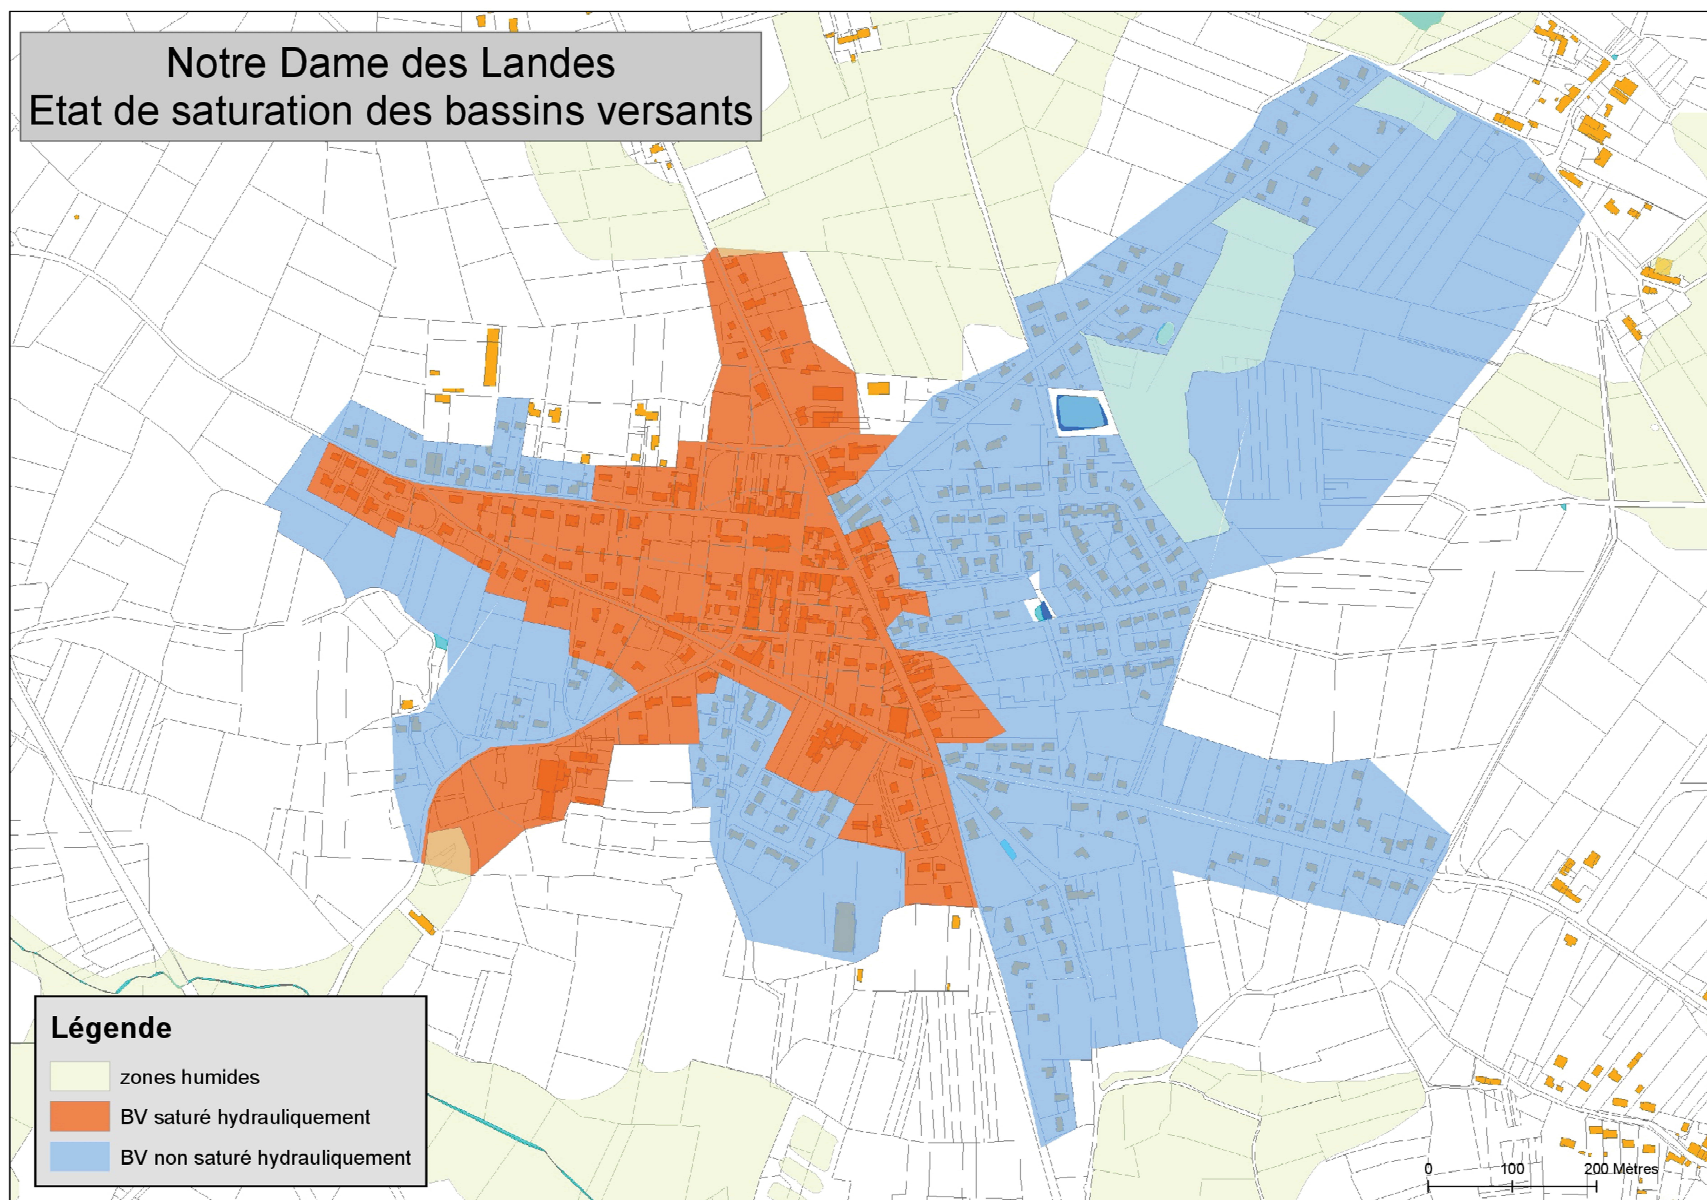 Notre Dame des Landes
Etat de saturation des bassins versants
Légende
zones humides
BV saturé hydrauliquement
BV non saturé hydrauliquement
0 100 200 Mètres